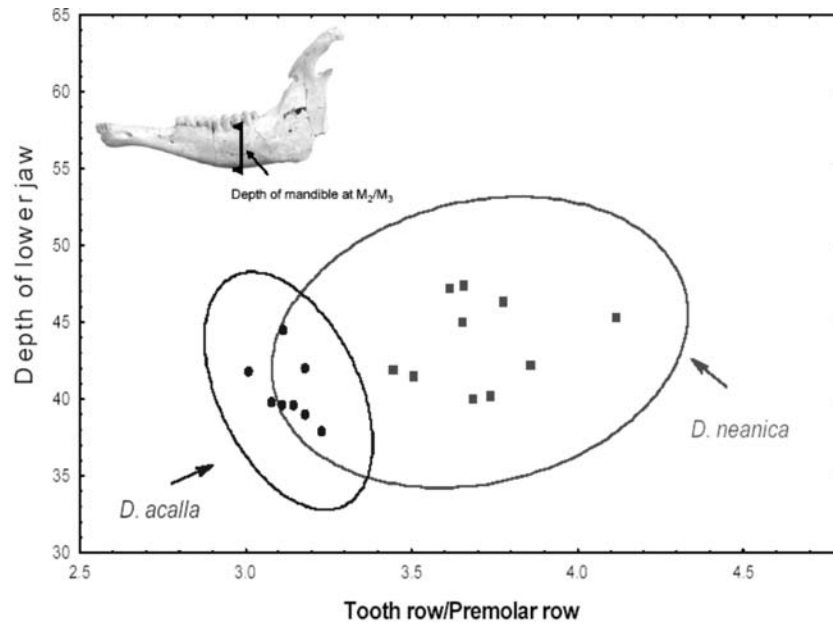 65
60
55
50
45
40
35
30
Depth of lower jaw
Depth of mandible at M₂/M₃
D. neanica
D. acalla
2.5 3.0 3.5 4.0 4.5
Tooth row/Premolar row